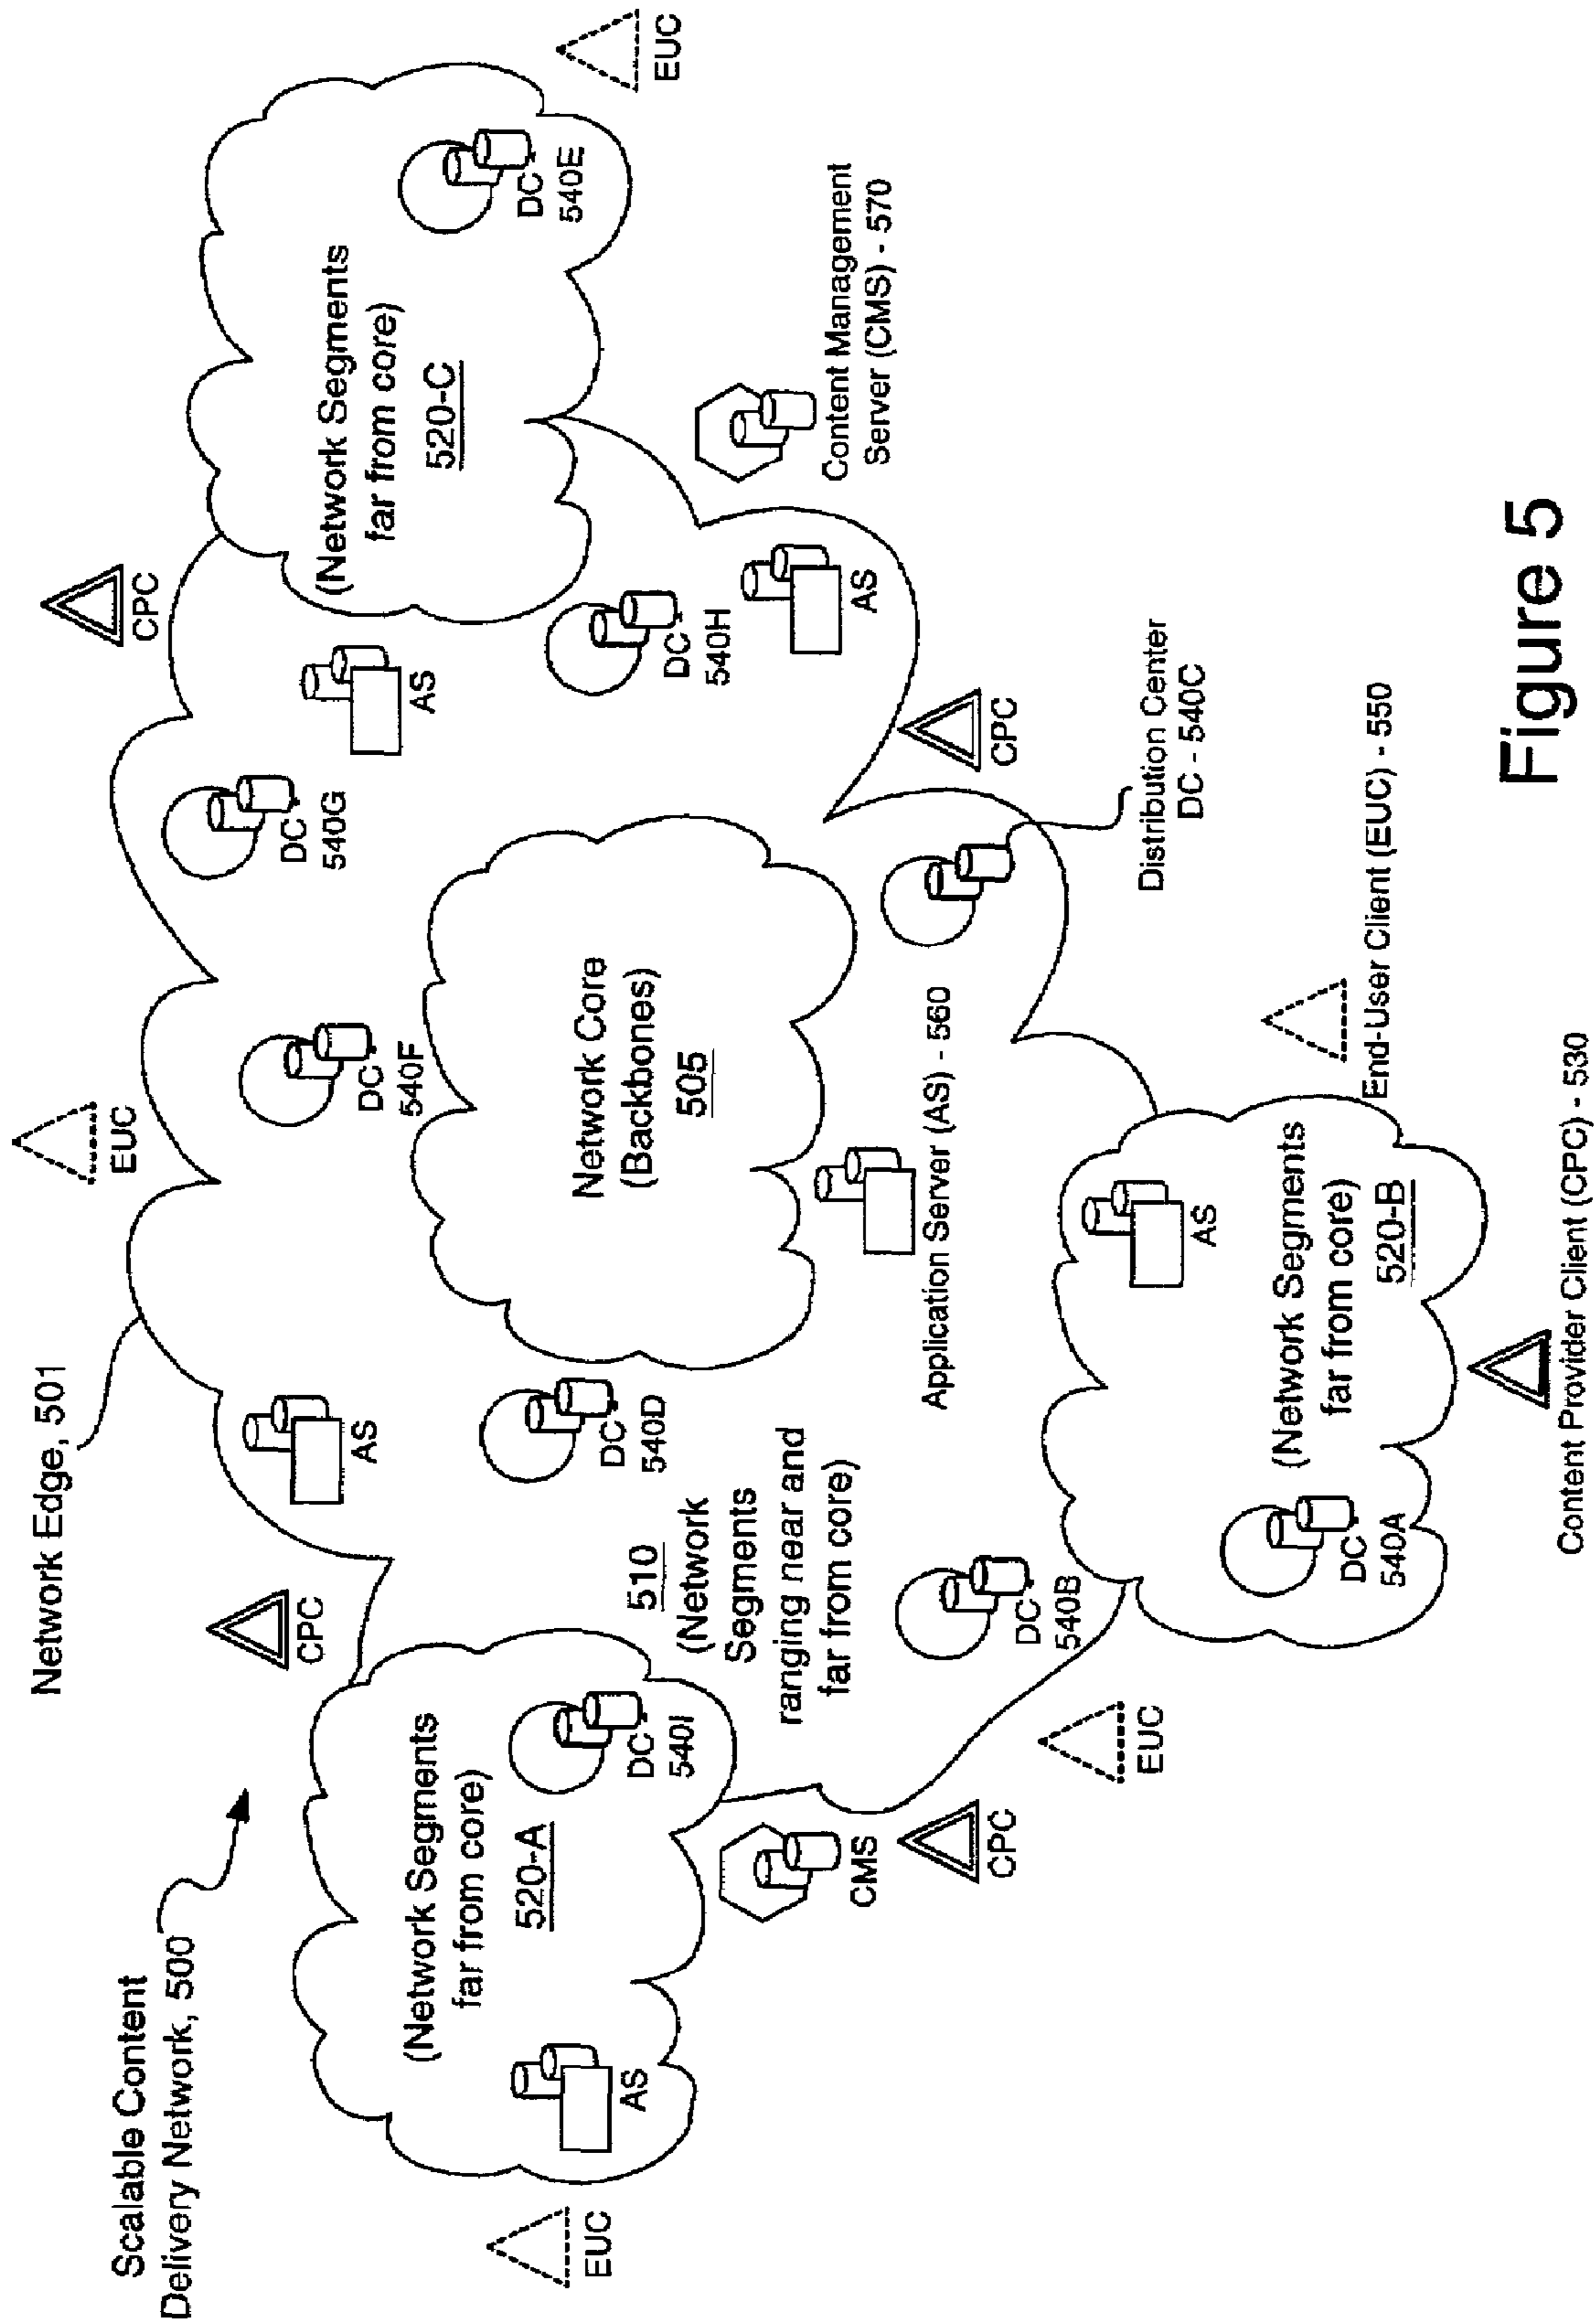 Scalable Content
Delivery Network, 500
Network Edge, 501
EUC
CPC
EUC
CPC
(Network Segments
far from core)
520-A
AS
DC
540I
EUC
AS
DC
540D
DC
540F
DC
540G
AS
(Network Segments
far from core)
520-C
DC
540E
EUC
510
(Network
Segments
ranging near and
far from core)
Network Core
(Backbones)
505
DC
540H
AS
Content Management
Server (CMS) - 570
CMS
CPC
DC
540B
Application Server (AS) - 560
CPC
Distribution Center
DC - 540C
EUC
AS
(Network Segments
far from core)
520-B
DC
540A
End-User Client (EUC) - 550
Content Provider Client (CPC) - 530
Figure 5